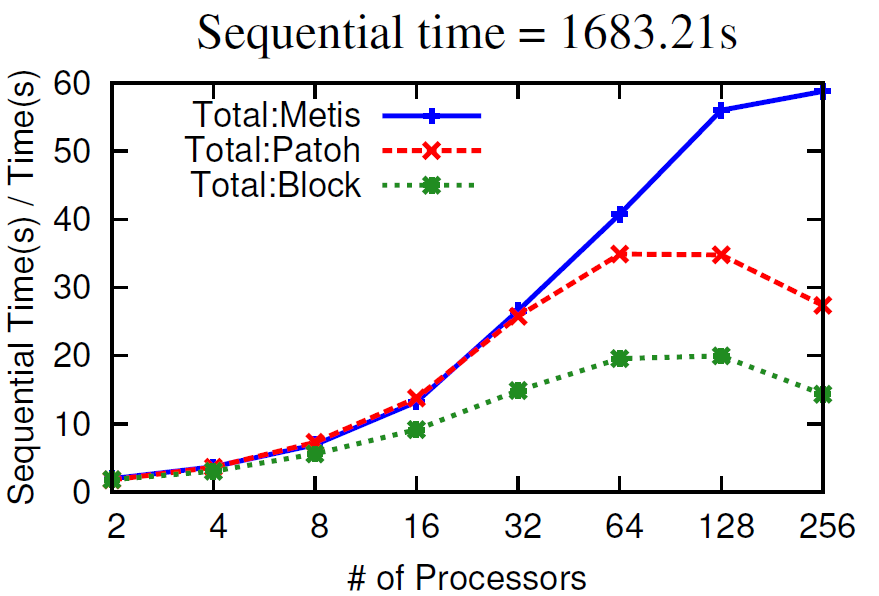 Sequential time = 1683.21s
Sequential Time(s) / Time(s)
60
50
40
30
20
10
0
Total:Metis
Total:Patoh
Total:Block
2 4 8 16 32 64 128 256
# of Processors